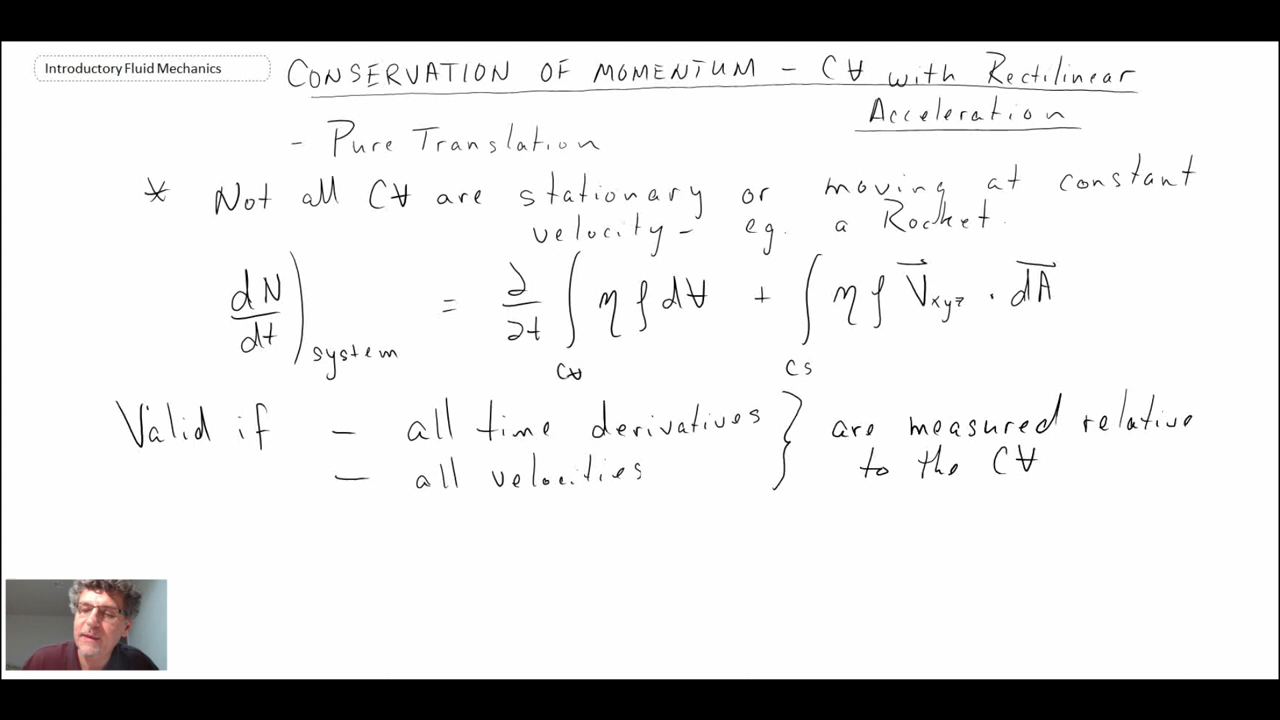 Introductory Fluid Mechanics
CONSERVATION OF MOMENTUM - C∀ with Rectilinear
Acceleration
- Pure Translation
* Not all C∀ are stationary or moving at constant
velocity - eg. a Rocket.
dN/dt)system = ∂/∂t ∫C∀ η ρ d∀ + ∫CS η ρ V⃗xyz · dA⃗
Valid if - all time derivatives } are measured relative
- all velocities to the C∀